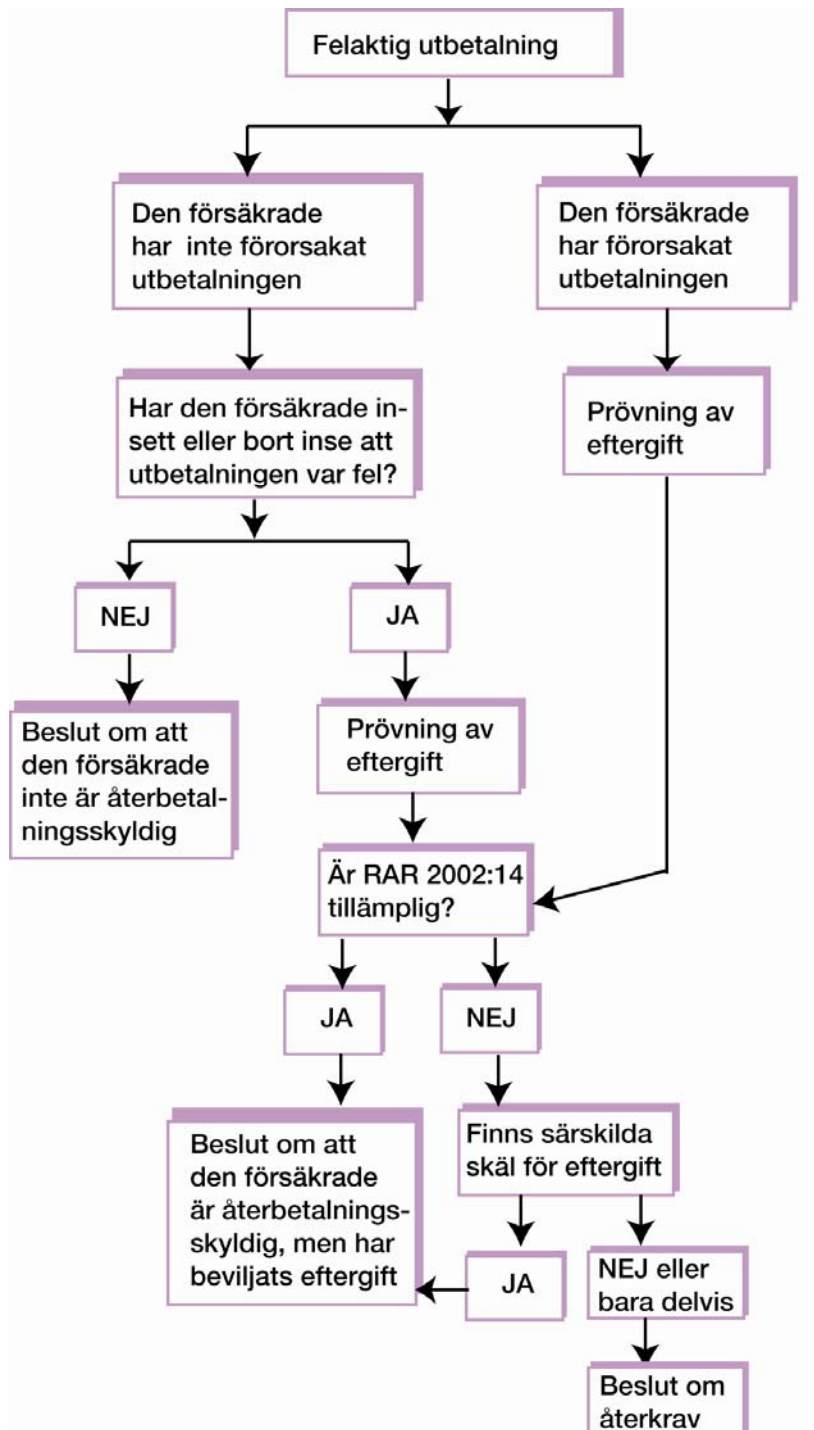 Felaktig utbetalning
Den försäkrade
har inte förorsakat
utbetalningen
Den försäkrade
har förorsakat
utbetalningen
Har den försäkrade in-
sett eller bort inse att
utbetalningen var fel?
Prövning av
eftergift
NEJ
JA
Beslut om att
den försäkrade
inte är återbetal-
ningsskyldig
Prövning av
eftergift
Är RAR 2002:14
tillämplig?
JA
NEJ
Beslut om att
den försäkrade
är återbetalnings-
skyldig, men har
beviljats eftergift
Finns särskilda
skäl för eftergift
JA
NEJ eller
bara delvis
Beslut om
återkrav